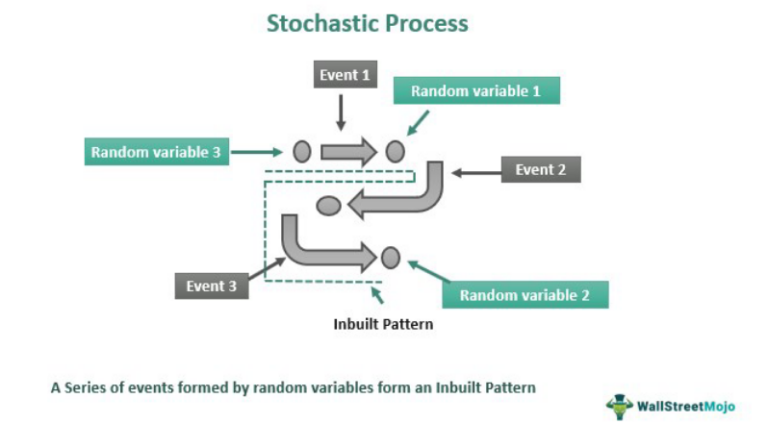 Stochastic Process
Event 1
Random variable 1
Random variable 3
Event 2
Event 3
Random variable 2
Inbuilt Pattern
A Series of events formed by random variables form an Inbuilt Pattern
WallStreetMojo